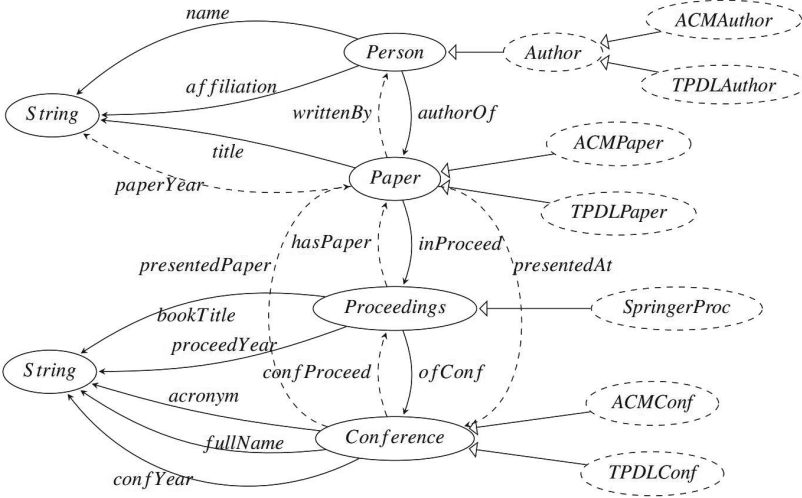 name
ACMAuthor
Person
Author
affiliation
TPDLAuthor
String
writtenBy
authorOf
title
ACMPaper
paperYear
Paper
TPDLPaper
hasPaper
inProceed
presentedPaper
presentedAt
bookTitle
Proceedings
SpringerProc
proceedYear
String
confProceed
ofConf
acronym
ACMConf
fullName
Conference
confYear
TPDLConf